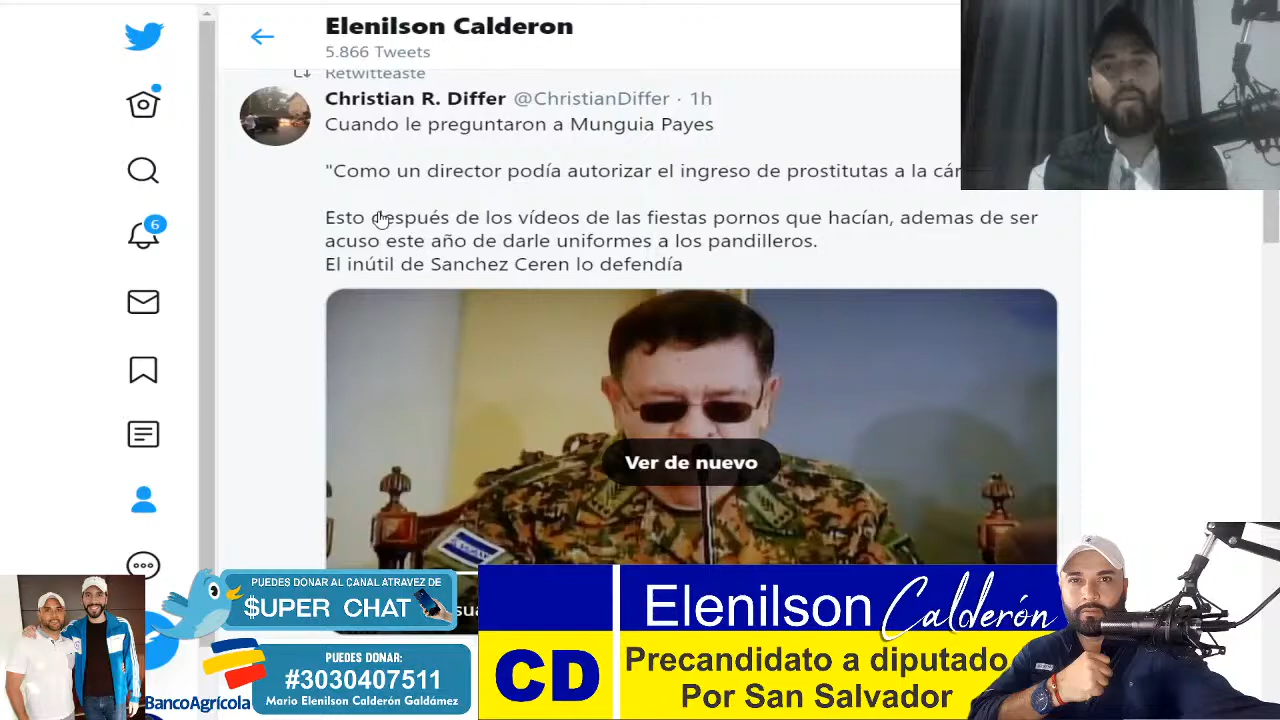 Elenilson Calderon
5.866 Tweets
Retwitteaste
Christian R. Differ @ChristianDiffer · 1h
Cuando le preguntaron a Munguia Payes
"Como un director podía autorizar el ingreso de prostitutas a la
Esto después de los vídeos de las fiestas pornos que hacían, ademas de ser
acuso este año de darle uniformes a los pandilleros.
El inútil de Sanchez Ceren lo defendía
6
Ver de nuevo
PUEDES DONAR AL CANAL ATRAVEZ DE
$UPER CHAT
BancoAgrícola
PUEDES DONAR:
#3030407511
Mario Elenilson Calderón Galdámez
Elenilson Calderón
CD
Precandidato a diputado
Por San Salvador